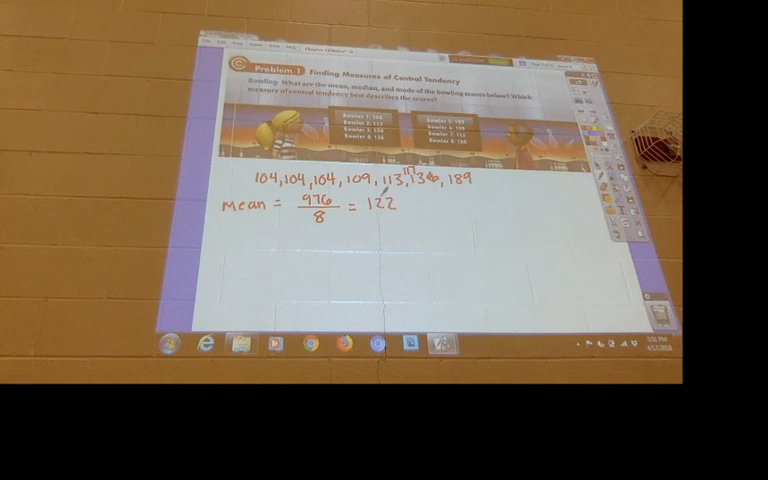 Problem 1 Finding Measures of Central Tendency
Bowling What are the mean, median, and mode of the bowling scores below? Which
measure of central tendency best describes the scores?
Bowler 1: 104
Bowler 2: 117
Bowler 3: 104
Bowler 4: 136
Bowler 5: 189
Bowler 6: 109
Bowler 7: 113
Bowler 8: 104
117
104,104,104,109,113,136,189
mean = 976
8
= 122